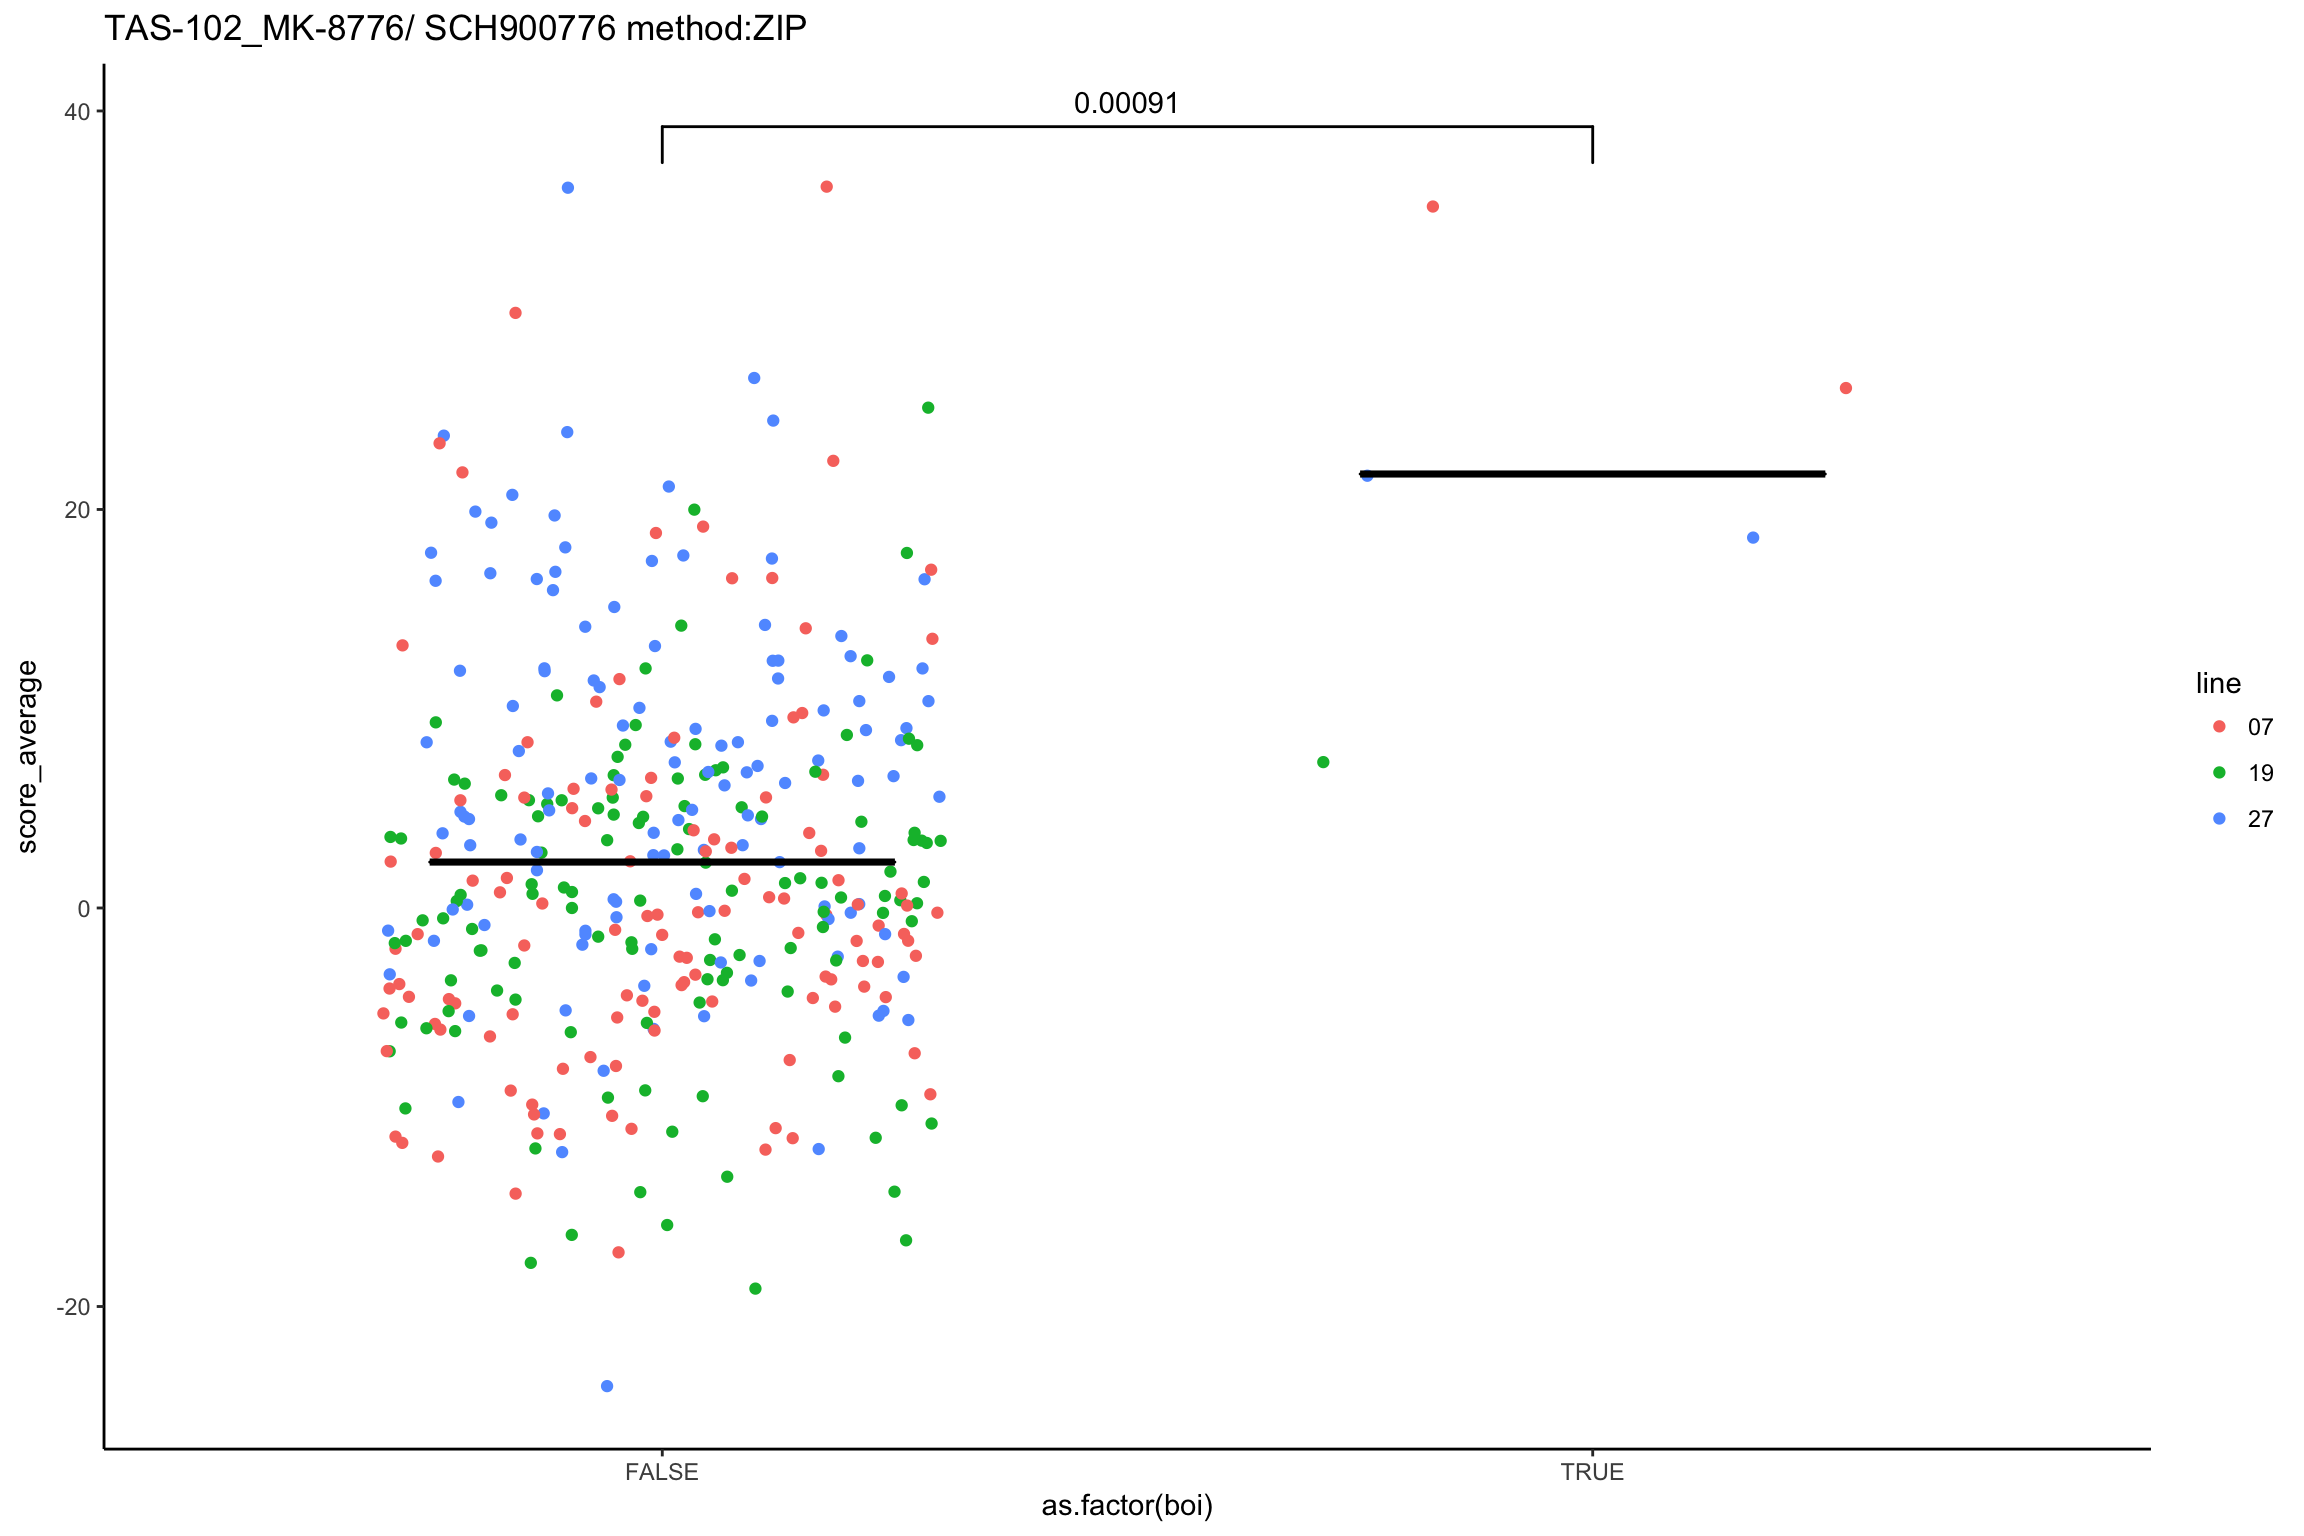 TAS-102_MK-8776/ SCH900776 method:ZIP
0.00091
40
20
0
-20
score_average
FALSE
TRUE
as.factor(boi)
line
07
19
27